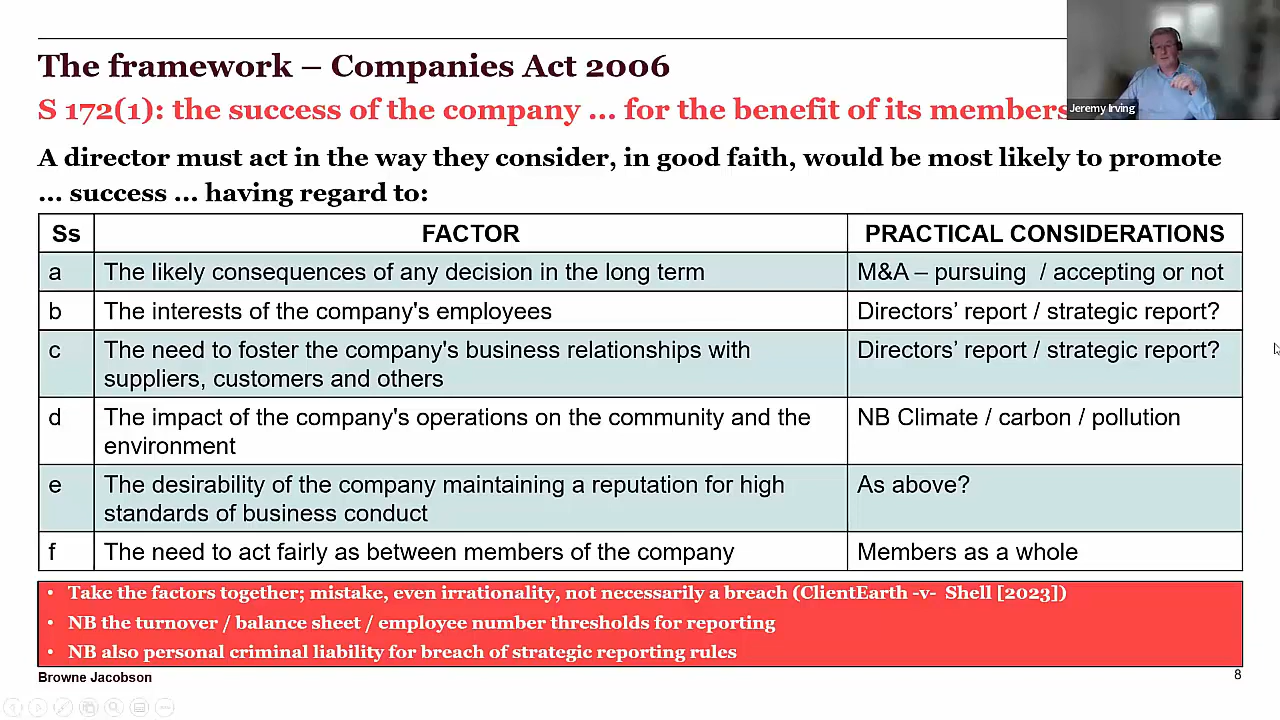 The framework – Companies Act 2006
S 172(1): the success of the company ... for the benefit of its members
Jeremy Irving
A director must act in the way they consider, in good faith, would be most likely to promote
... success ... having regard to:
Ss FACTOR PRACTICAL CONSIDERATIONS
a The likely consequences of any decision in the long term M&A – pursuing / accepting or not
b The interests of the company's employees Directors' report / strategic report?
c The need to foster the company's business relationships with Directors' report / strategic report?
suppliers, customers and others
d The impact of the company's operations on the community and the NB Climate / carbon / pollution
environment
e The desirability of the company maintaining a reputation for high As above?
standards of business conduct
f The need to act fairly as between members of the company Members as a whole
• Take the factors together; mistake, even irrationality, not necessarily a breach (ClientEarth -v- Shell [2023])
• NB the turnover / balance sheet / employee number thresholds for reporting
• NB also personal criminal liability for breach of strategic reporting rules
Browne Jacobson 8